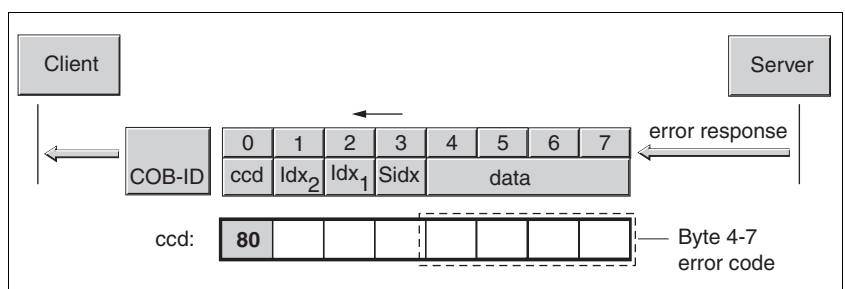 Client
Server
error response
COB-ID
0 1 2 3 4 5 6 7
ccd Idx2 Idx1 Sidx data
ccd: 80
Byte 4-7
error code